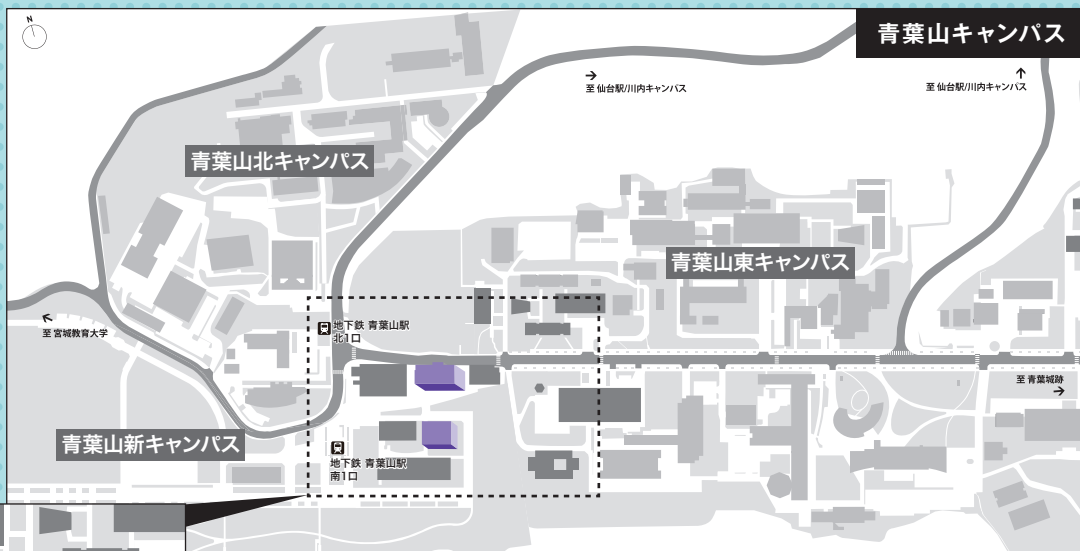 N
青葉山キャンパス
至 仙台駅/川内キャンパス
至 仙台駅/川内キャンパス
青葉山北キャンパス
青葉山東キャンパス
地下鉄 青葉山駅
北1口
至 宮城教育大学
至 青葉城跡
青葉山新キャンパス
地下鉄 青葉山駅
南1口